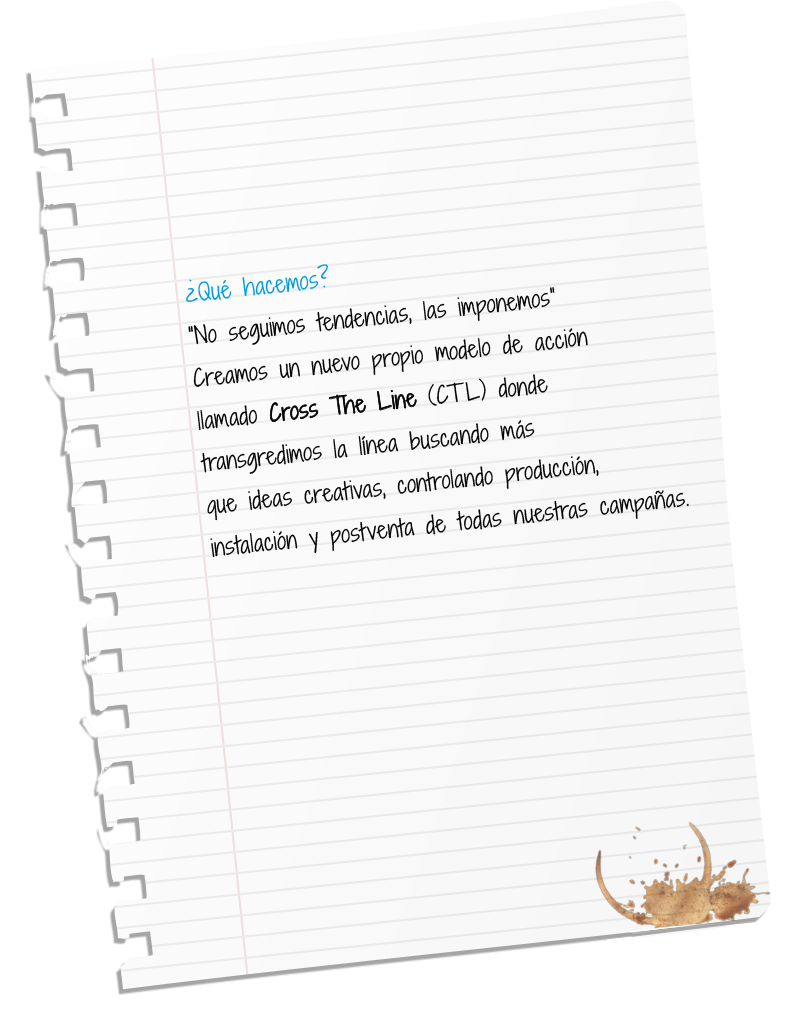 ¿Qué hacemos?
"No seguimos tendencias, las imponemos"
Creamos un nuevo propio modelo de acción
llamado Cross The Line (CTL) donde
transgredimos la línea buscando más
que ideas creativas, controlando producción,
instalación y postventa de todas nuestras campañas.